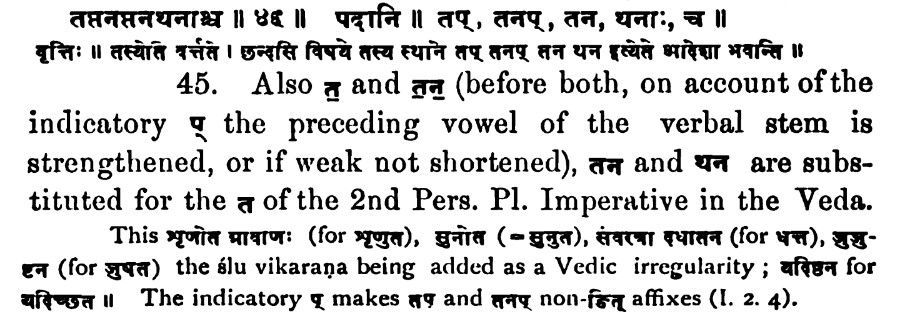 तप्तनप्तनथनाश्च ॥ ४५ ॥ पदानि ॥ तप्, तनप्, तन, थनाः, च ॥
वृत्तिः ॥ तस्येति वर्त्तते । छन्दसि विषये तस्य स्थाने तप् तनप् तन थन इत्येते आदेशा भवन्ति ॥
45. Also त and तन (before both, on account of the
indicatory प् the preceding vowel of the verbal stem is
strengthened, or if weak not shortened), तन and थन are subs-
tituted for the त of the 2nd Pers. Pl. Imperative in the Veda.
This शृणोत ग्रावाणः (for शृणुत), सुनोत (=सुनुत), संवरत्रा दधातन (for धत्त), जुजु-
ष्टन (for जुषत) the ślu vikaraṇa being added as a Vedic irregularity; यदिष्ठन for
यदिच्छत ॥ The indicatory प् makes तप and तनप् non-ङित् affixes (I. 2. 4).